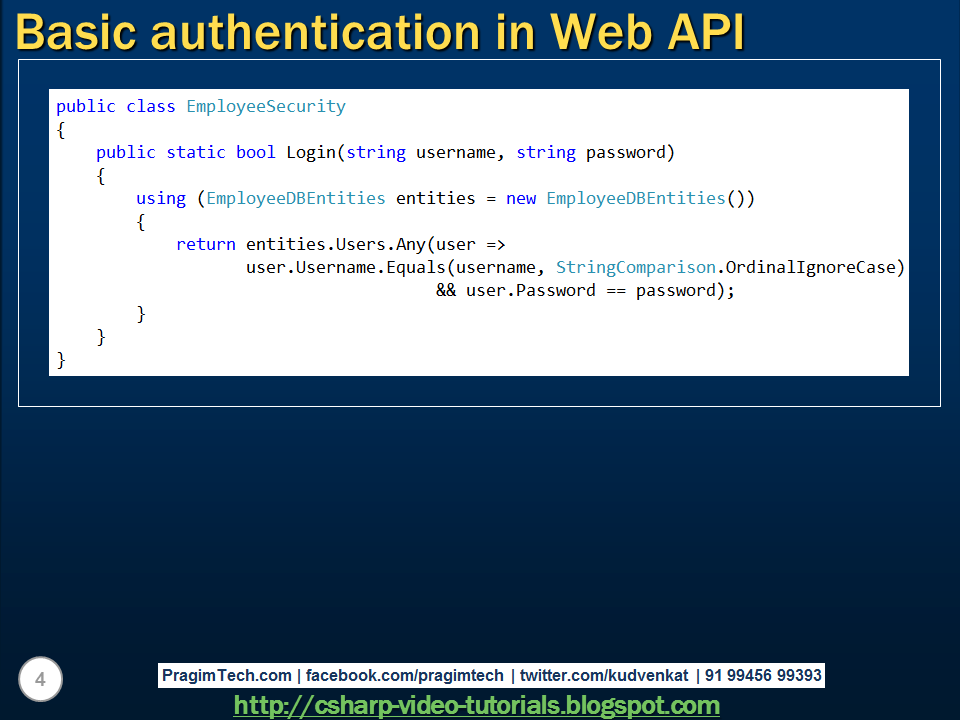 Basic authentication in Web API
public class EmployeeSecurity
{
    public static bool Login(string username, string password)
    {
        using (EmployeeDBEntities entities = new EmployeeDBEntities())
        {
            return entities.Users.Any(user =>
                   user.Username.Equals(username, StringComparison.OrdinalIgnoreCase)
                                      && user.Password == password);
        }
    }
}
4
PragimTech.com | facebook.com/pragimtech | twitter.com/kudvenkat | 91 99456 99393
http://csharp-video-tutorials.blogspot.com